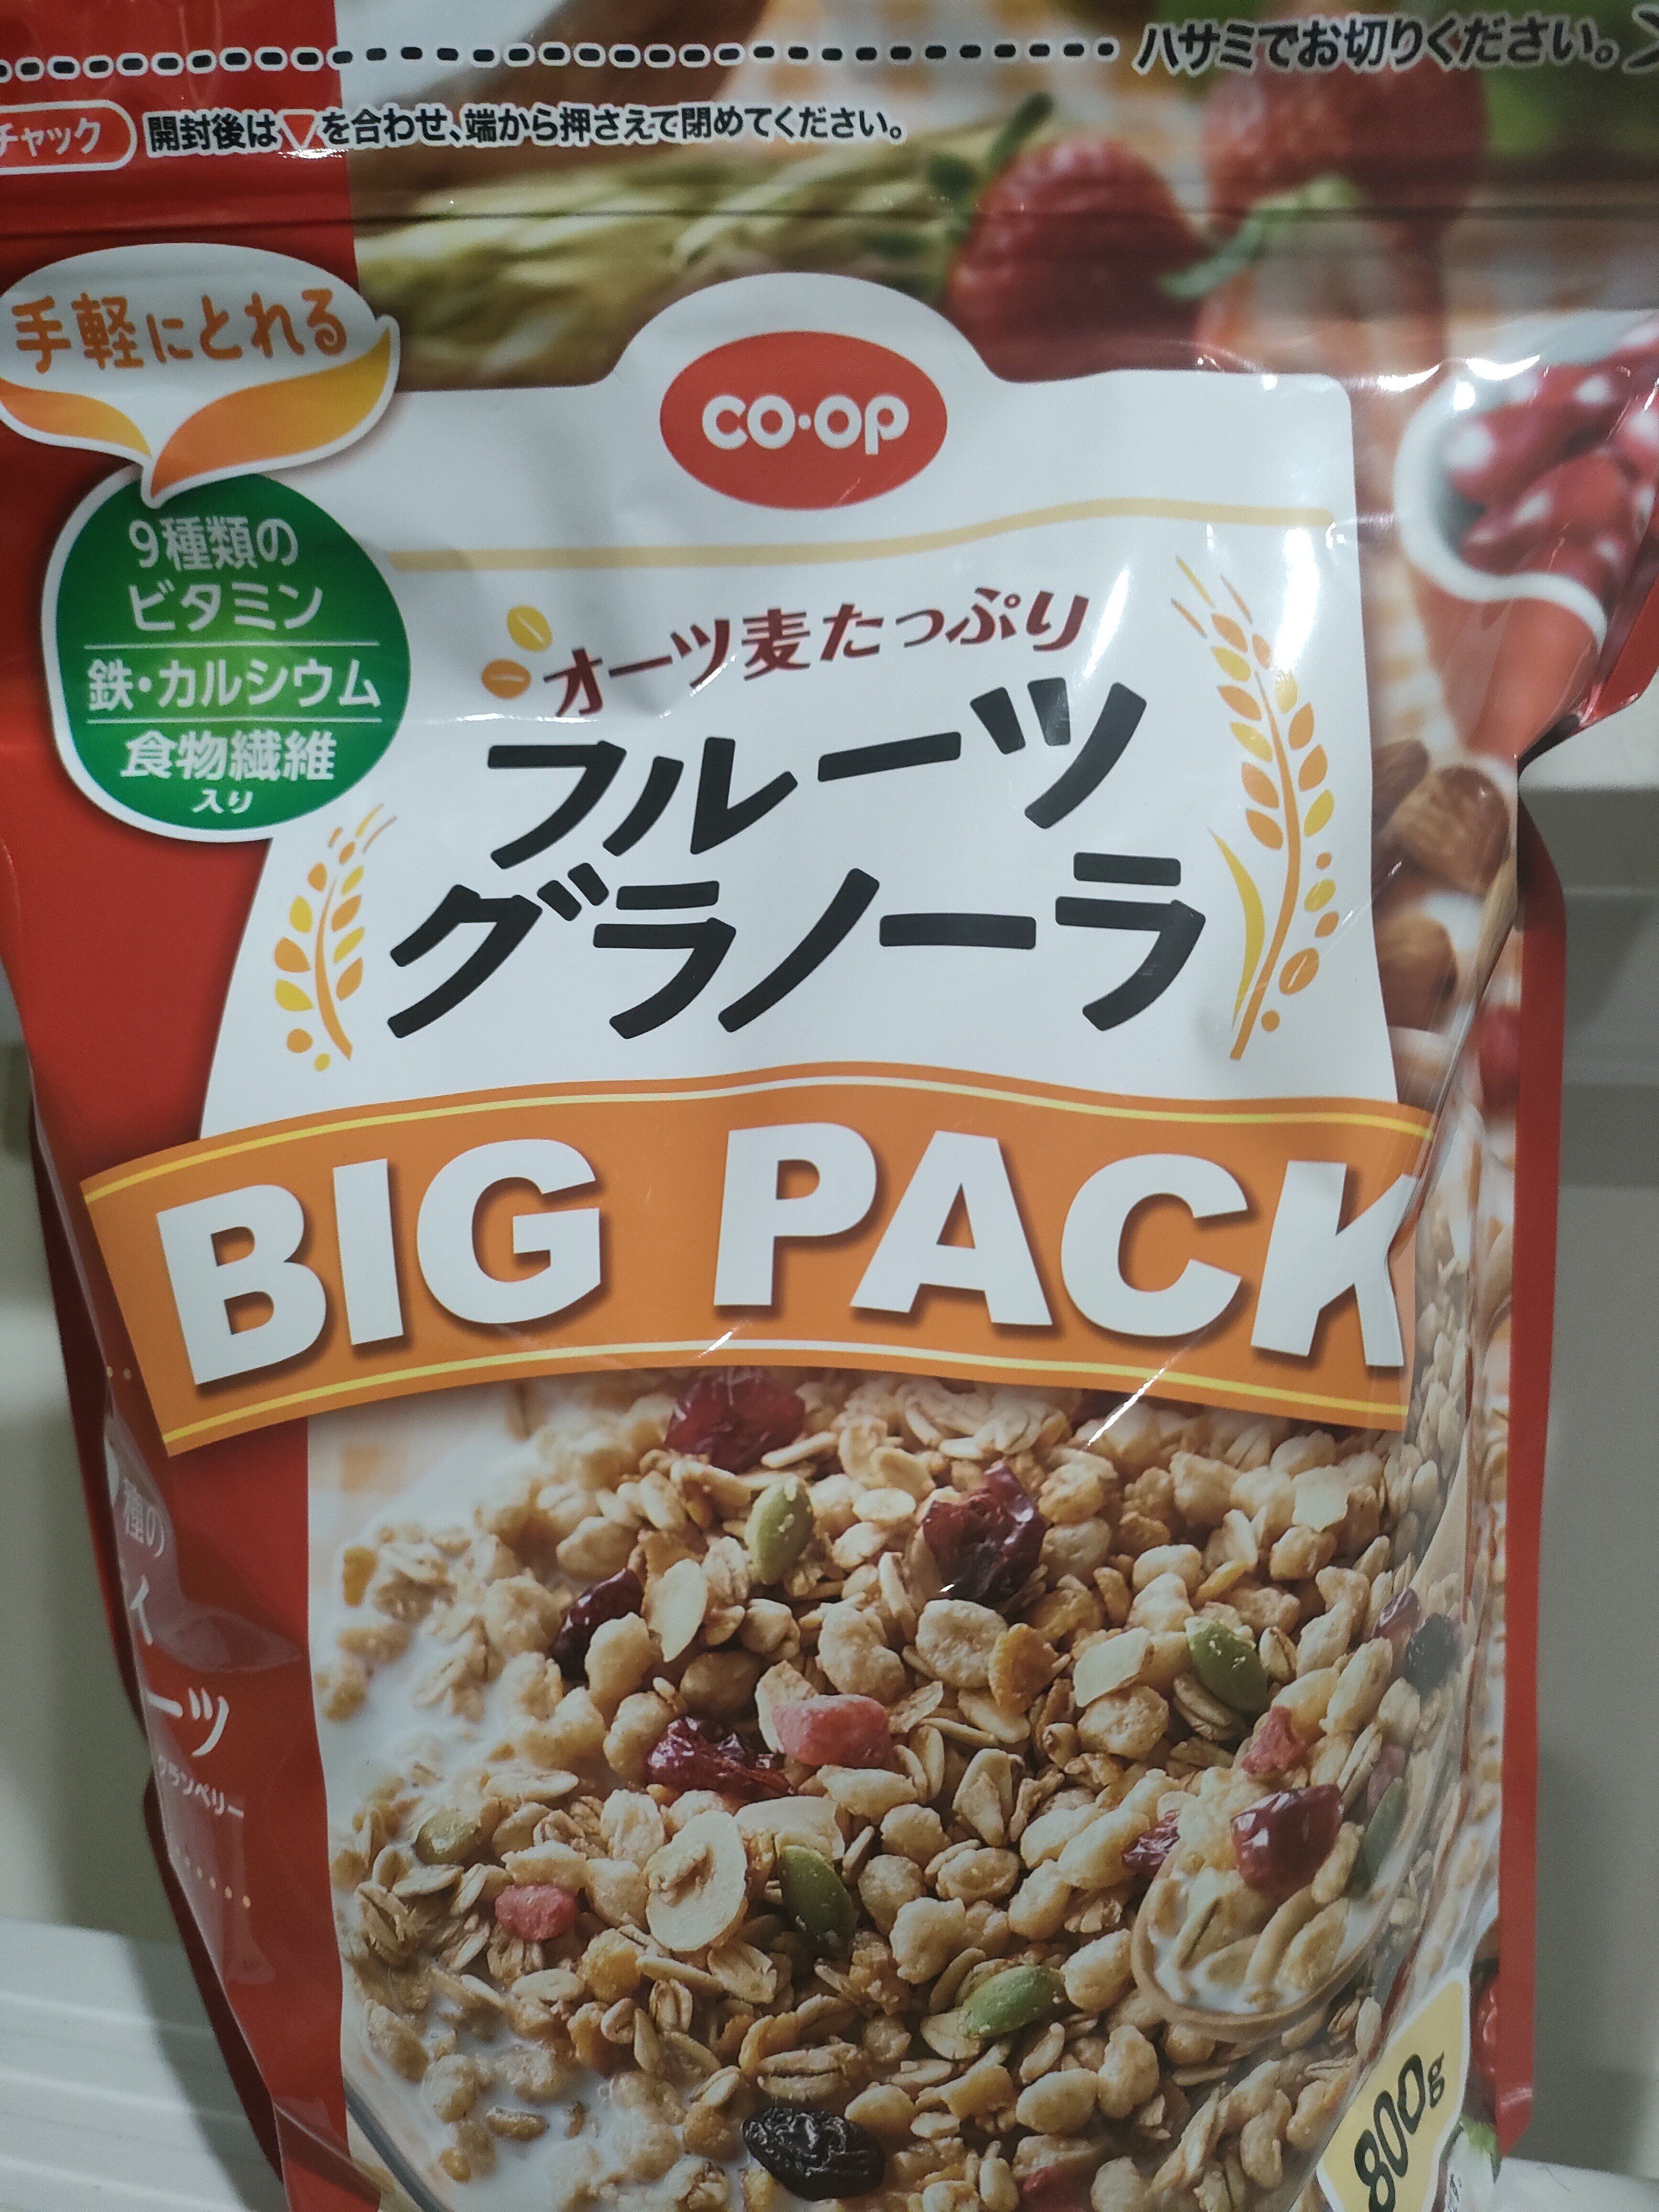 ハサミでお切りください。
チャック 開封後は▽を合わせ、端から押さえて閉めてください。
手軽にとれる
CO・OP
9種類の
ビタミン
鉄・カルシウム
食物繊維
入り
オーツ麦たっぷり
フルーツ
グラノーラ
BIG PACK
種の
ーツ
ランベリー
800g